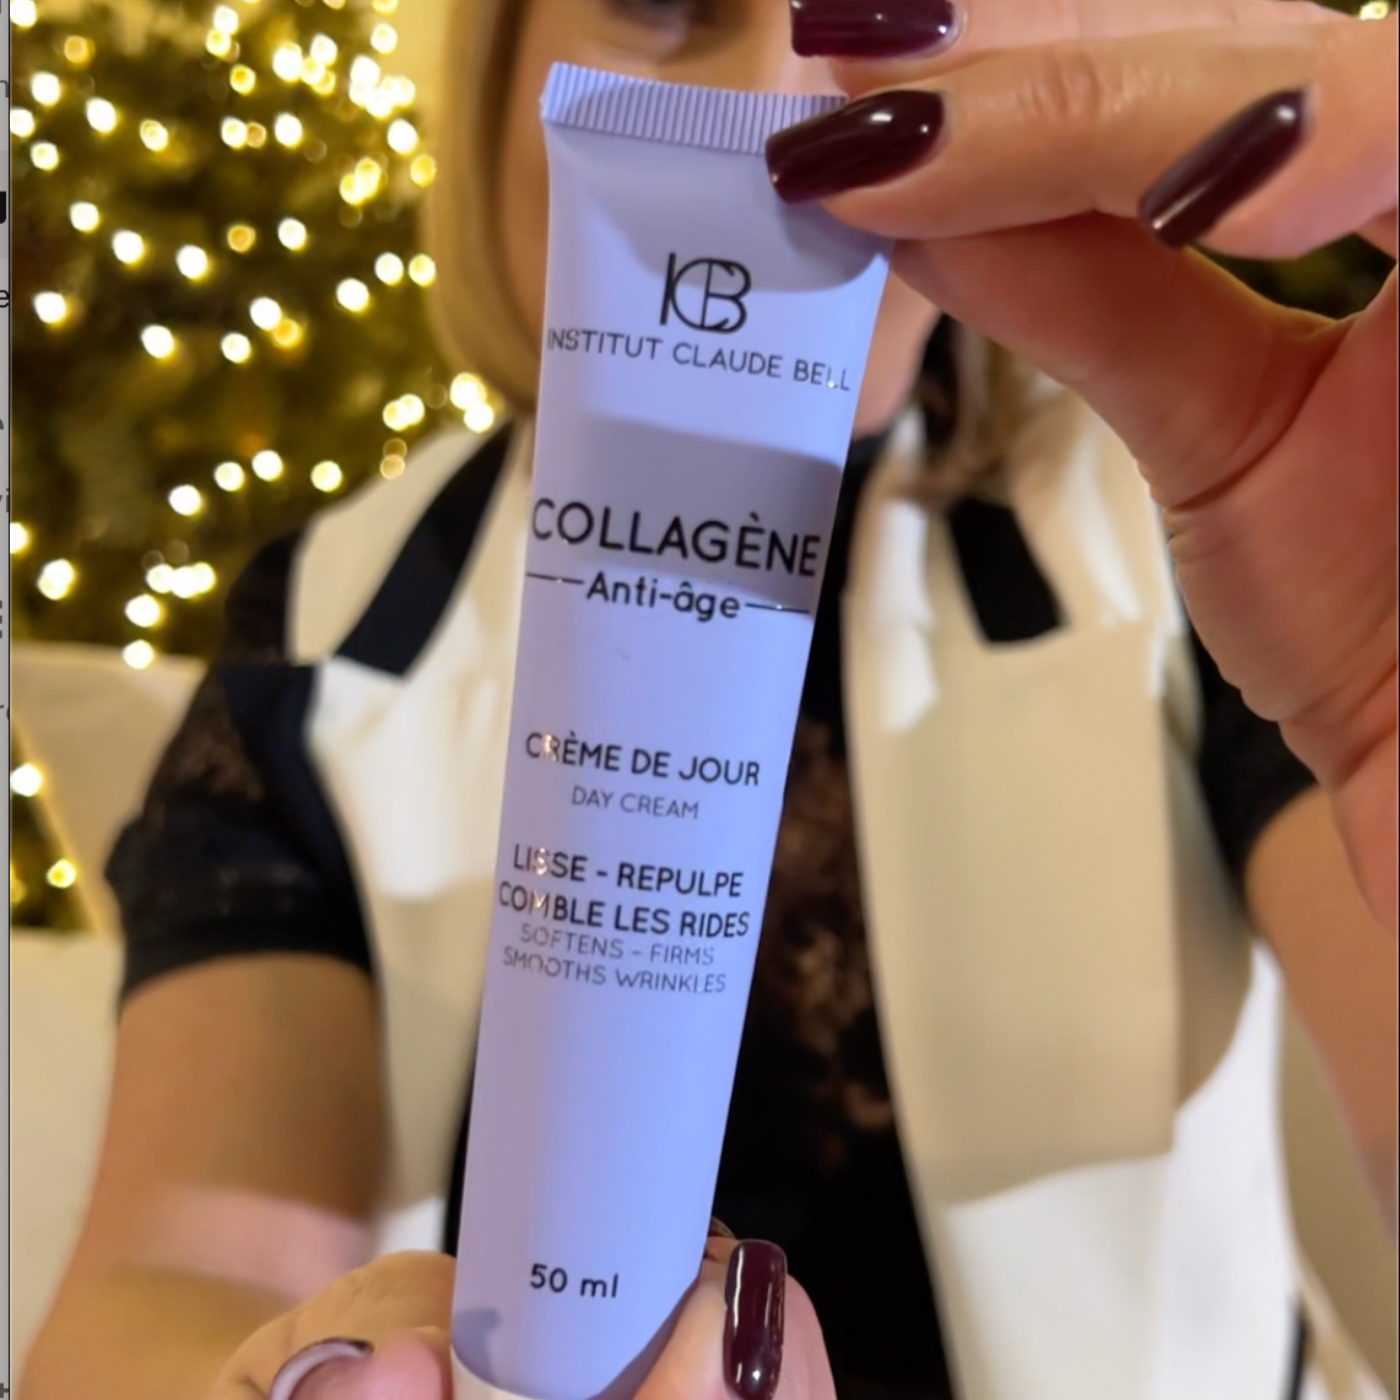 ICB
INSTITUT CLAUDE BELL
COLLAGÈNE
Anti-âge
CRÈME DE JOUR
DAY CREAM
LISSE - REPULPE
COMBLE LES RIDES
SOFTENS - FIRMS
SMOOTHS WRINKLES
50 ml